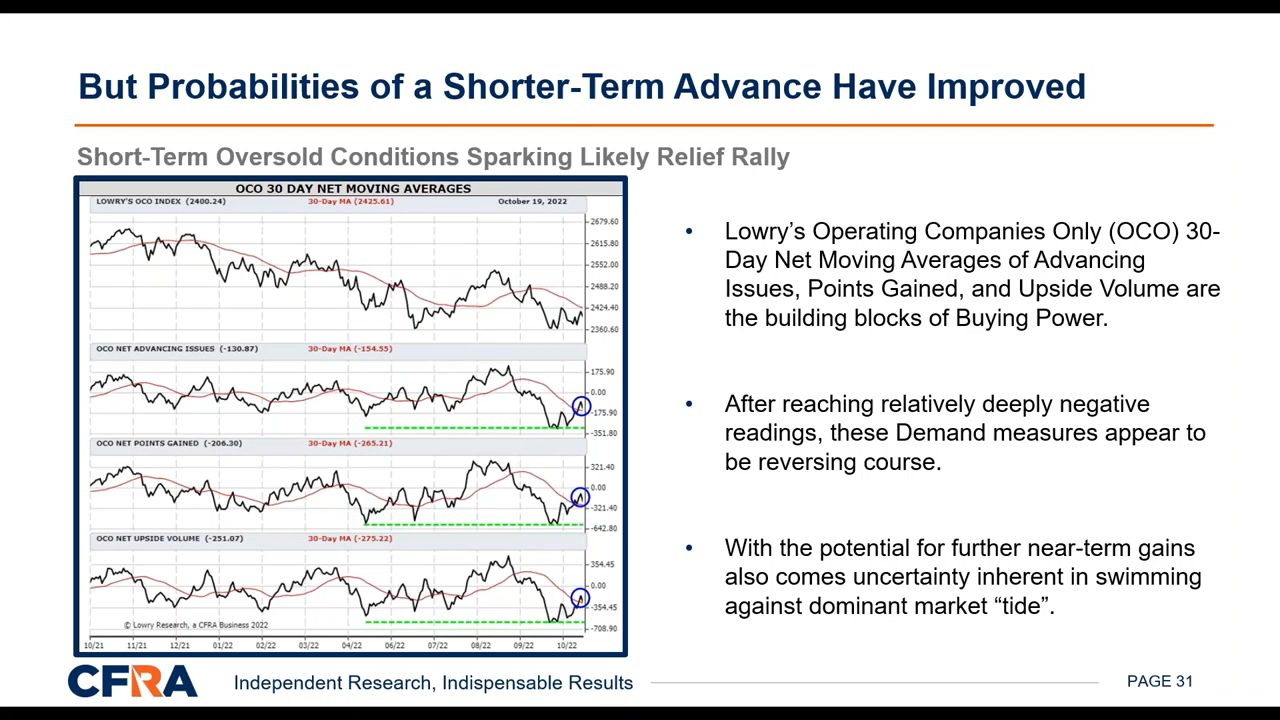 But Probabilities of a Shorter-Term Advance Have Improved
Short-Term Oversold Conditions Sparking Likely Relief Rally
OCO 30 DAY NET MOVING AVERAGES
LOWRY'S OCO INDEX (2400.24) 30-Day MA (2425.61) October 19, 2022
2679.60
2615.80
2552.00
2488.20
2424.40
2360.60
OCO NET ADVANCING ISSUES (-130.87) 30-Day MA (-154.55)
175.90
0.00
-175.90
-351.80
OCO NET POINTS GAINED (-206.30) 30-Day MA (-265.21)
321.40
0.00
-321.40
-642.80
OCO NET UPSIDE VOLUME (-251.07) 30-Day MA (-275.22)
354.45
0.00
-354.45
-708.90
© Lowry Research, a CFRA Business 2022
10/21 11/21 12/21 01/22 02/22 03/22 04/22 06/22 07/22 08/22 09/22 10/22
• Lowry’s Operating Companies Only (OCO) 30-
Day Net Moving Averages of Advancing
Issues, Points Gained, and Upside Volume are
the building blocks of Buying Power.
• After reaching relatively deeply negative
readings, these Demand measures appear to
be reversing course.
• With the potential for further near-term gains
also comes uncertainty inherent in swimming
against dominant market “tide”.
CFRA
Independent Research, Indispensable Results
PAGE 31